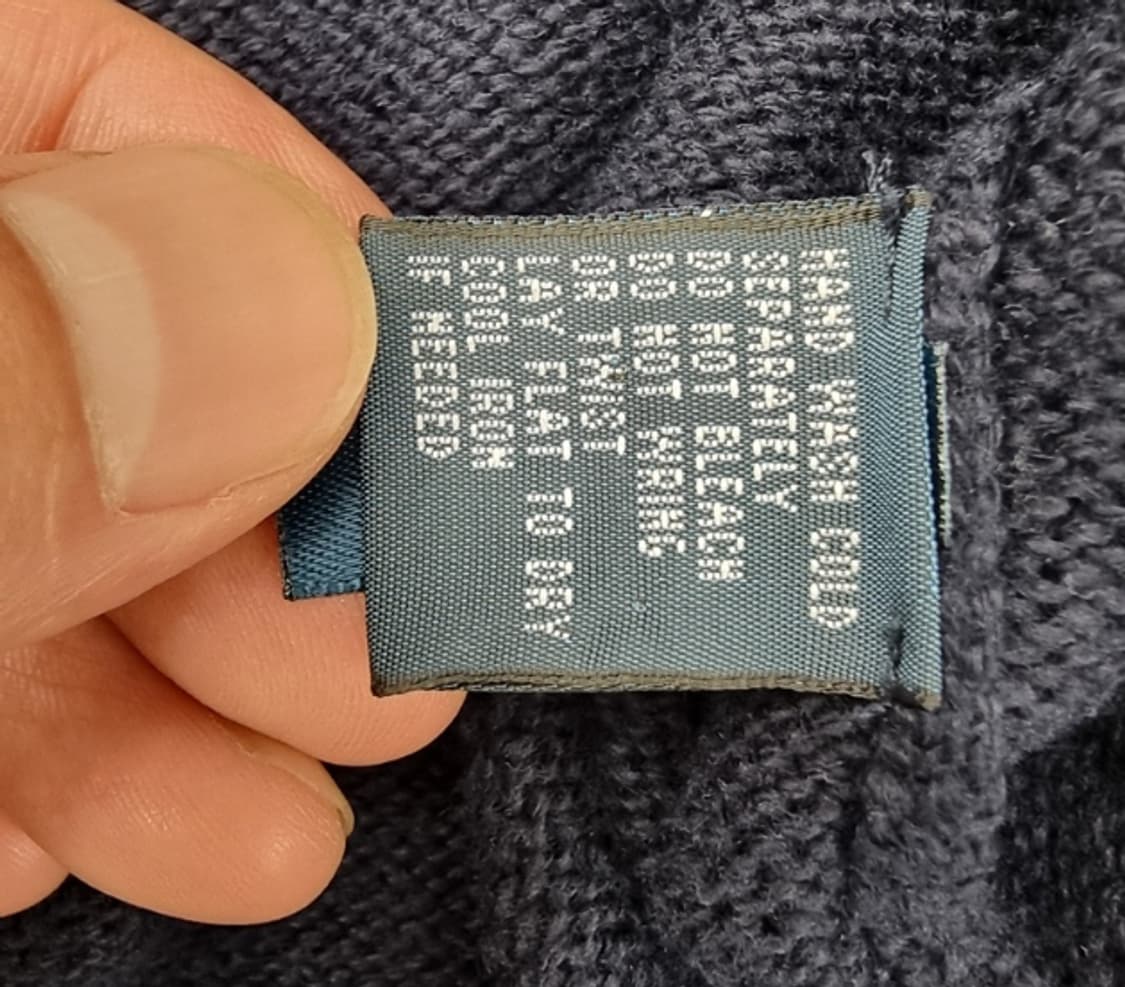 HAND WASH COLD
SEPARATELY
DO NOT BLEACH
DO NOT WRING
OR TWIST
LAY FLAT TO DRY
COOL IRON
IF NEEDED